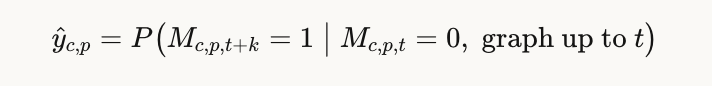 ŷ_{c,p} = P(M_{c,p,t+k} = 1 | M_{c,p,t} = 0, graph up to t)